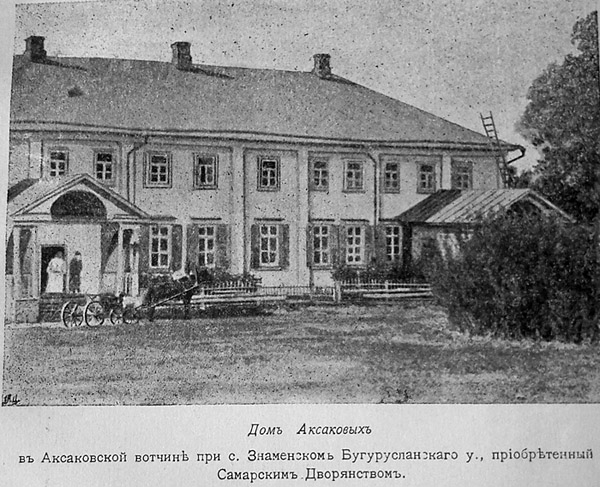 Домъ Аксаковыхъ
въ Аксаковской вотчинѣ при с. Знаменскомъ Бугурусланскаго у., пріобрѣтенный
Самарскимъ Дворянствомъ.